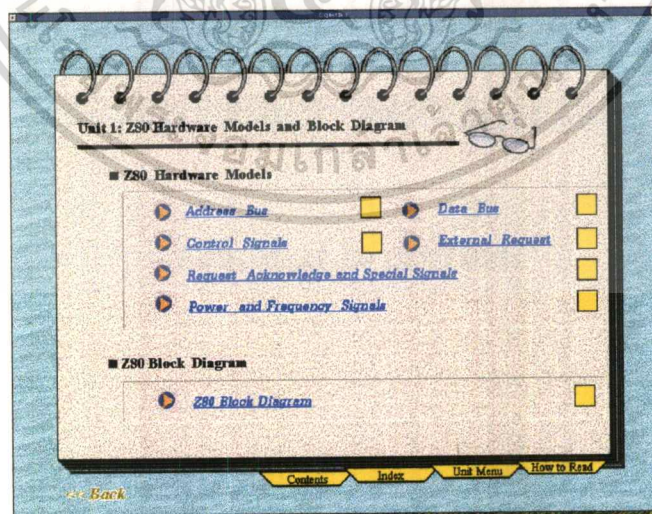 Unit 1: Z80 Hardware Models and Block Diagram
■ Z80 Hardware Models
Address Bus Data Bus
Control Signals External Request
Request Acknowledge and Special Signals
Power and Frequency Signals
■ Z80 Block Diagram
Z80 Block Diagram
Contents Index Unit Menu How to Read
<< Back